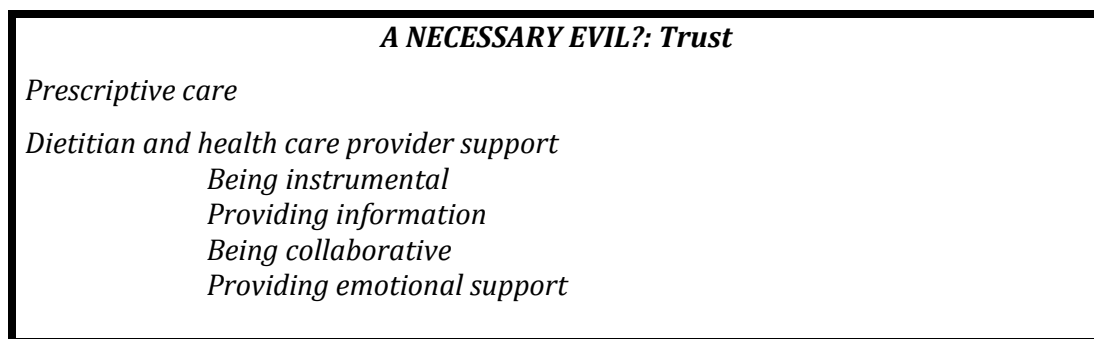 A NECESSARY EVIL?: Trust
Prescriptive care
Dietitian and health care provider support
Being instrumental
Providing information
Being collaborative
Providing emotional support